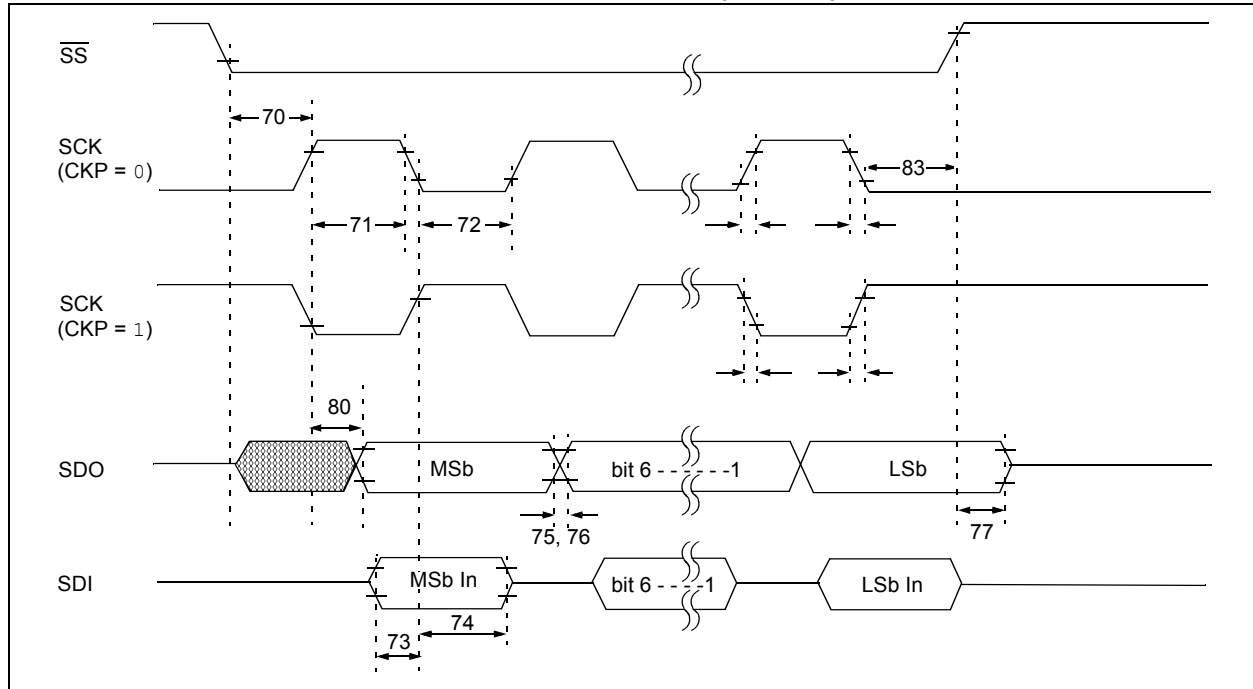 SS
70
SCK
(CKP = 0)
83
71
72
SCK
(CKP = 1)
80
SDO
MSb
bit 6 - - - - - - -1
LSb
75, 76
77
SDI
MSb In
bit 6 - - - - -1
LSb In
74
73